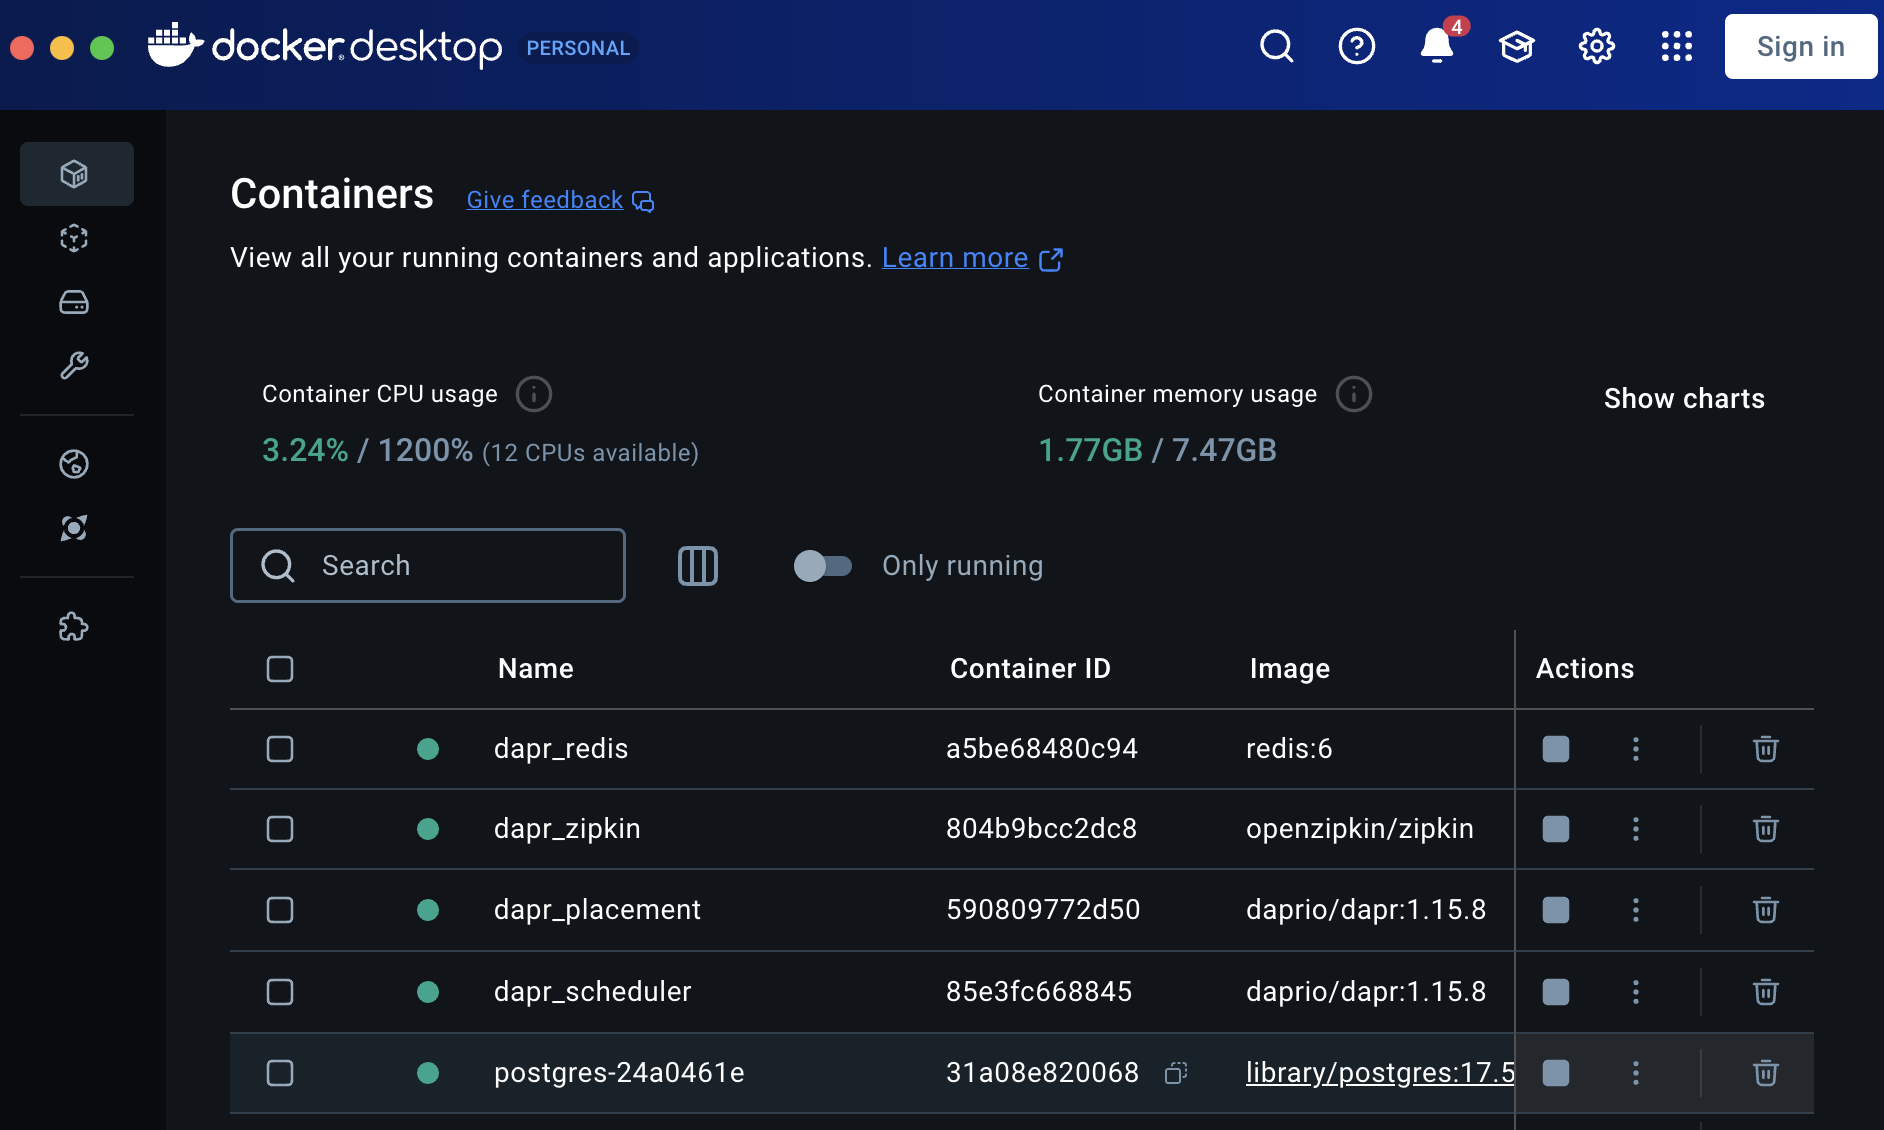 docker.desktop PERSONAL 4 Sign in
Containers Give feedback
View all your running containers and applications. Learn more
Container CPU usage Container memory usage Show charts
3.24% / 1200% (12 CPUs available) 1.77GB / 7.47GB
Search Only running
Name Container ID Image Actions
dapr_redis a5be68480c94 redis:6
dapr_zipkin 804b9bcc2dc8 openzipkin/zipkin
dapr_placement 590809772d50 daprio/dapr:1.15.8
dapr_scheduler 85e3fc668845 daprio/dapr:1.15.8
postgres-24a0461e 31a08e820068 library/postgres:17.5